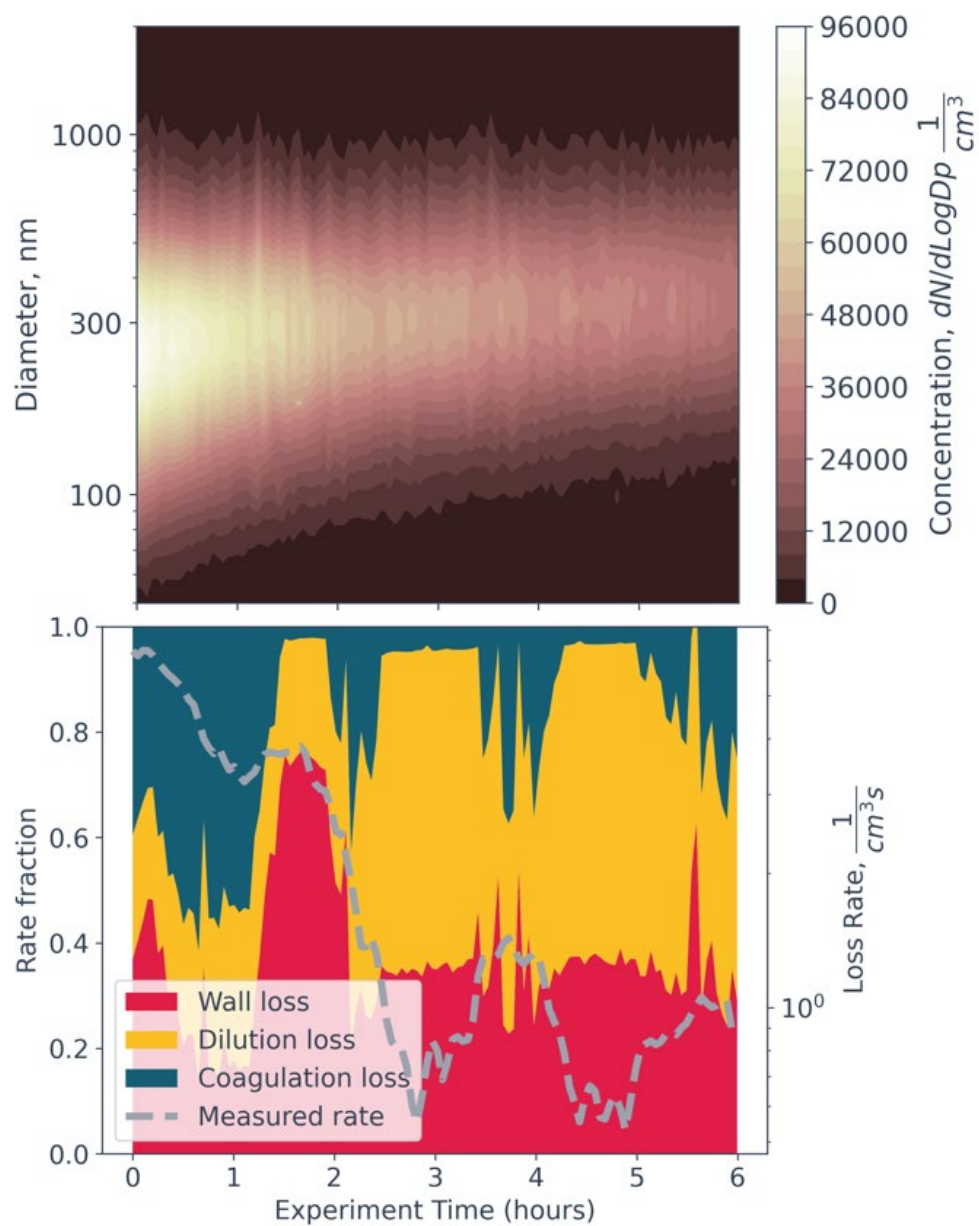 1000
300
100
Diameter, nm
96000
84000
72000
60000
48000
36000
24000
12000
0
Concentration, dN/dLogDp 1/cm³
1.0
0.8
0.6
0.4
0.2
0.0
Rate fraction
Wall loss
Dilution loss
Coagulation loss
Measured rate
10⁰
Loss Rate, 1/cm³s
0 1 2 3 4 5 6
Experiment Time (hours)